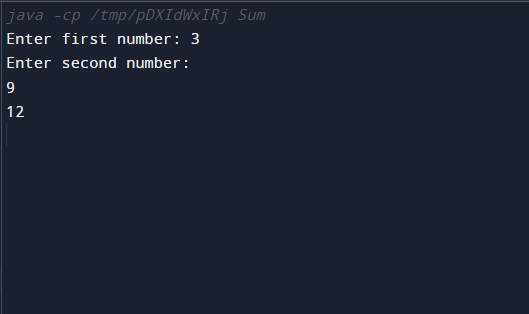 java -cp /tmp/pDXIdWxIRj Sum
Enter first number: 3
Enter second number:
9
12